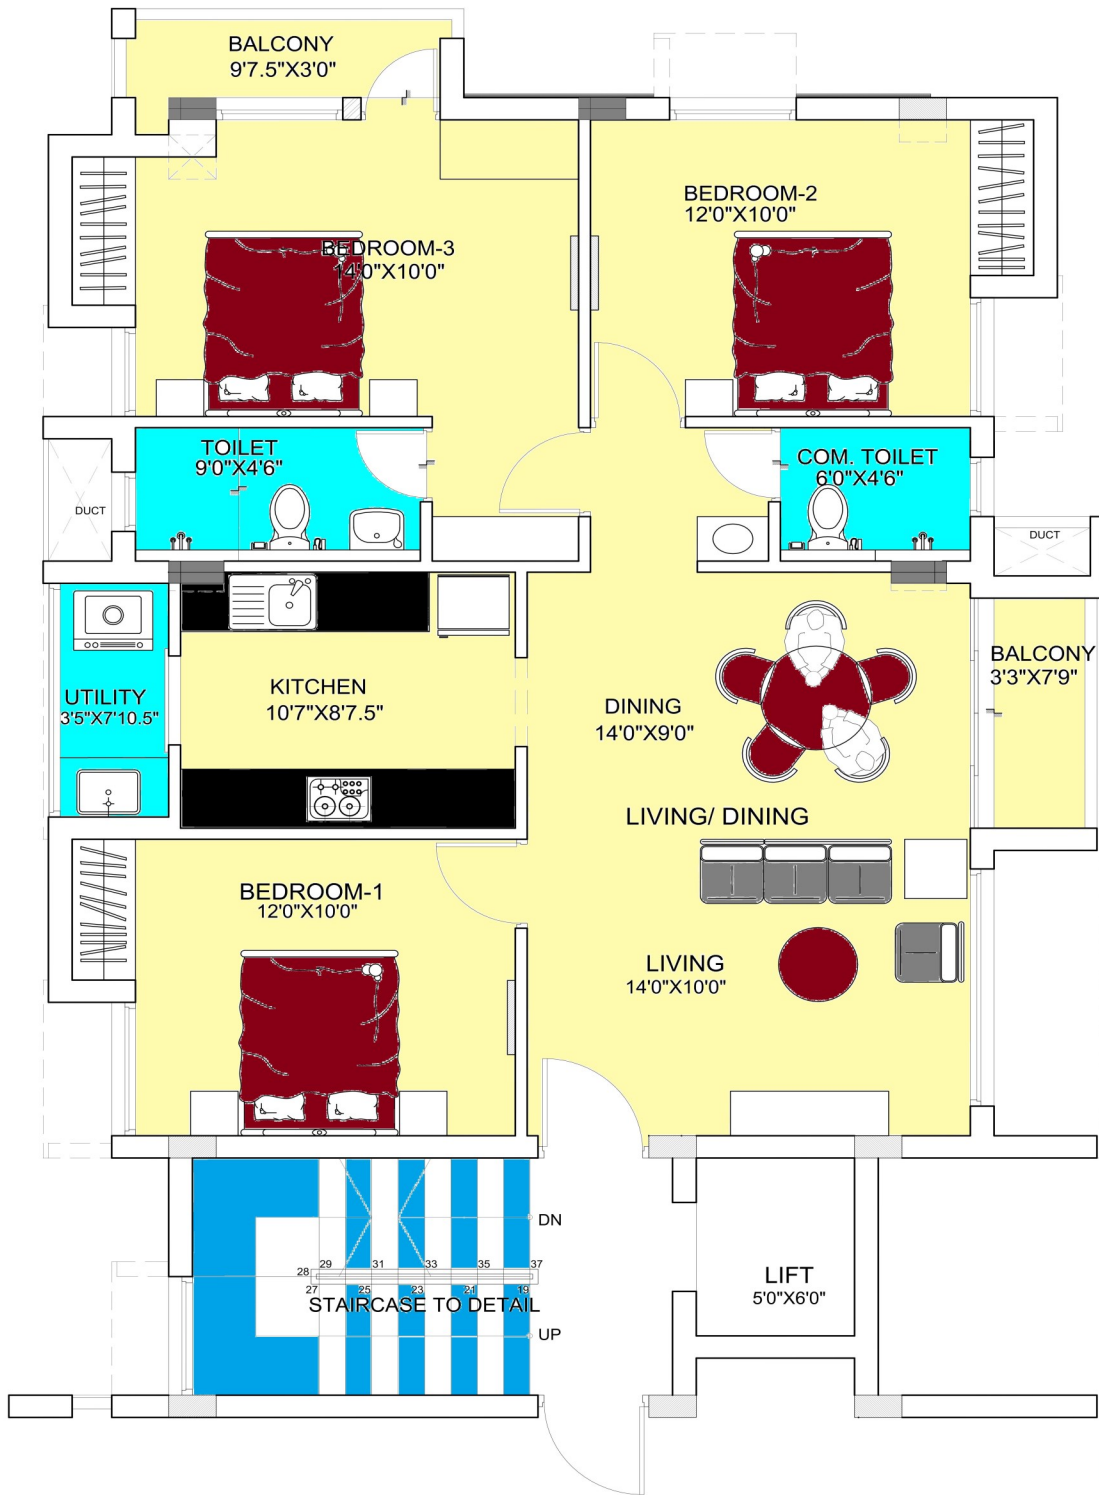 BALCONY
9'7.5"X3'0"
BEDROOM-2
12'0"X10'0"
BEDROOM-3
14'0"X10'0"
TOILET
9'0"X4'6"
COM. TOILET
6'0"X4'6"
DUCT
DUCT
BALCONY
3'3"X7'9"
UTILITY
3'5"X7'10.5"
KITCHEN
10'7"X8'7.5"
DINING
14'0"X9'0"
LIVING/ DINING
BEDROOM-1
12'0"X10'0"
LIVING
14'0"X10'0"
DN
29 31 33 35 37
28
27 25 23 21 19
STAIRCASE TO DETAIL
UP
LIFT
5'0"X6'0"